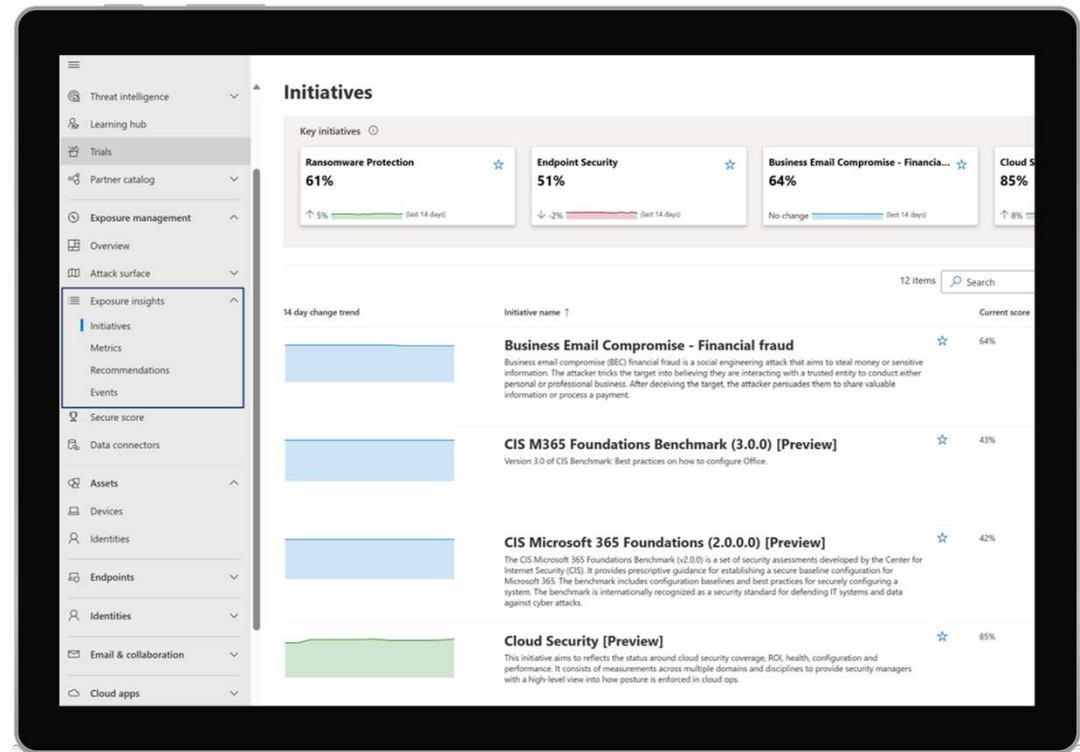 Threat intelligence
Learning hub
Trials
Partner catalog
Exposure management
Overview
Attack surface
Exposure insights
Initiatives
Metrics
Recommendations
Events
Secure score
Data connectors
Assets
Devices
Identities
Endpoints
Identities
Email & collaboration
Cloud apps
Initiatives
Key initiatives
Ransomware Protection
61%
5% (last 14 days)
Endpoint Security
51%
-2% (last 14 days)
Business Email Compromise - Financia...
64%
No change (last 14 days)
Cloud S
85%
8%
12 items Search
14 day change trend Initiative name ↑ Current score
Business Email Compromise - Financial fraud 64%
Business email compromise (BEC) financial fraud is a social engineering attack that aims to steal money or sensitive
information. The attacker tricks the target into believing they are interacting with a trusted entity to conduct either
personal or professional business. After deceiving the target, the attacker persuades them to share valuable
information or process a payment.
CIS M365 Foundations Benchmark (3.0.0) [Preview] 43%
Version 3.0 of CIS Benchmark: Best practices on how to configure Office.
CIS Microsoft 365 Foundations (2.0.0.0) [Preview] 42%
The CIS Microsoft 365 Foundations Benchmark (v2.0.0) is a set of security assessments developed by the Center for
Internet Security (CIS). It provides prescriptive guidance for establishing a secure baseline configuration for
Microsoft 365. The benchmark includes configuration baselines and best practices for securely configuring a
system. The benchmark is internationally recognized as a security standard for defending IT systems and data
against cyber attacks.
Cloud Security [Preview] 85%
This initiative aims to reflects the status around cloud security coverage, ROI, health, configuration and
performance. It consists of measurements across multiple domains and disciplines to provide security managers
with a high-level view into how posture is enforced in cloud ops.